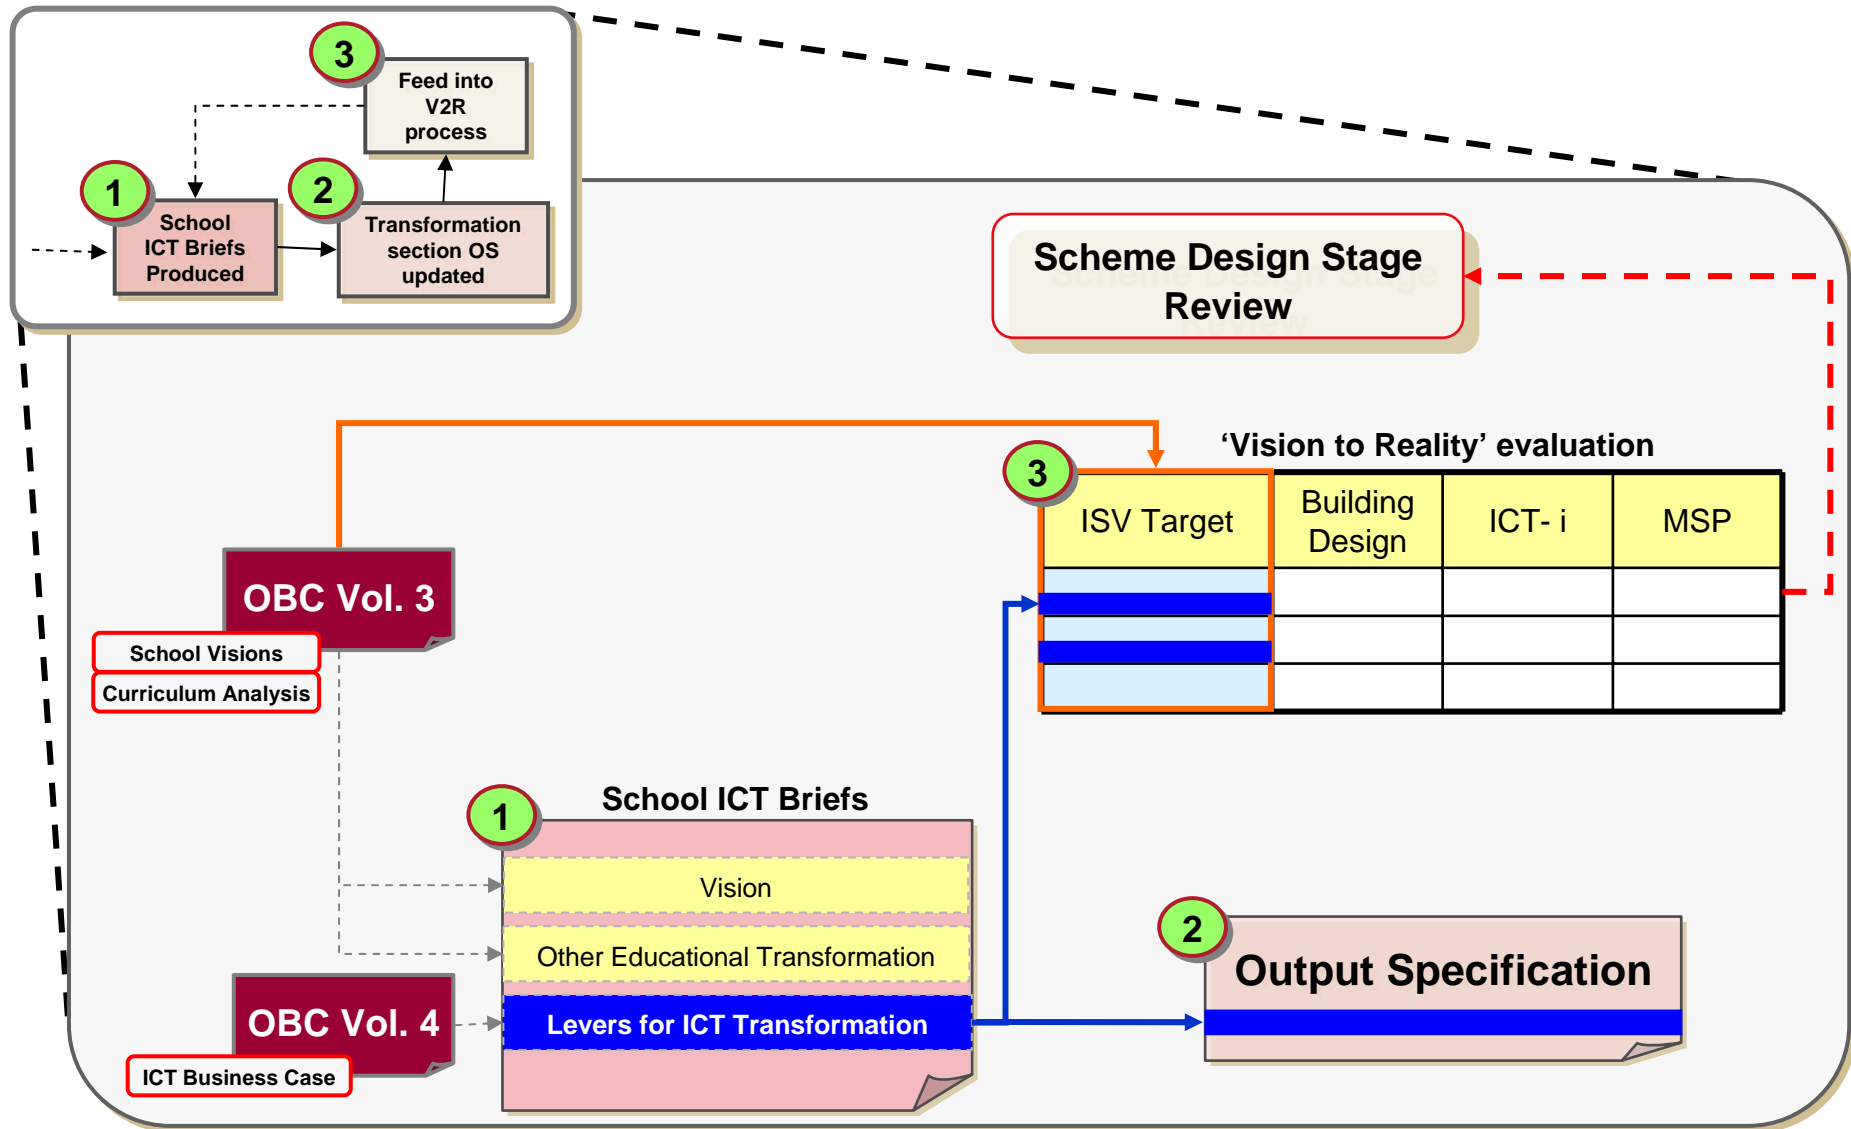 3
Feed into
V2R
process
1
School
ICT Briefs
Produced
2
Transformation
section OS
updated
Scheme Design Stage
Review
‘Vision to Reality’ evaluation
3
ISV Target
Building
Design
ICT- i
MSP
OBC Vol. 3
School Visions
Curriculum Analysis
School ICT Briefs
1
Vision
Other Educational Transformation
Levers for ICT Transformation
OBC Vol. 4
ICT Business Case
2
Output Specification